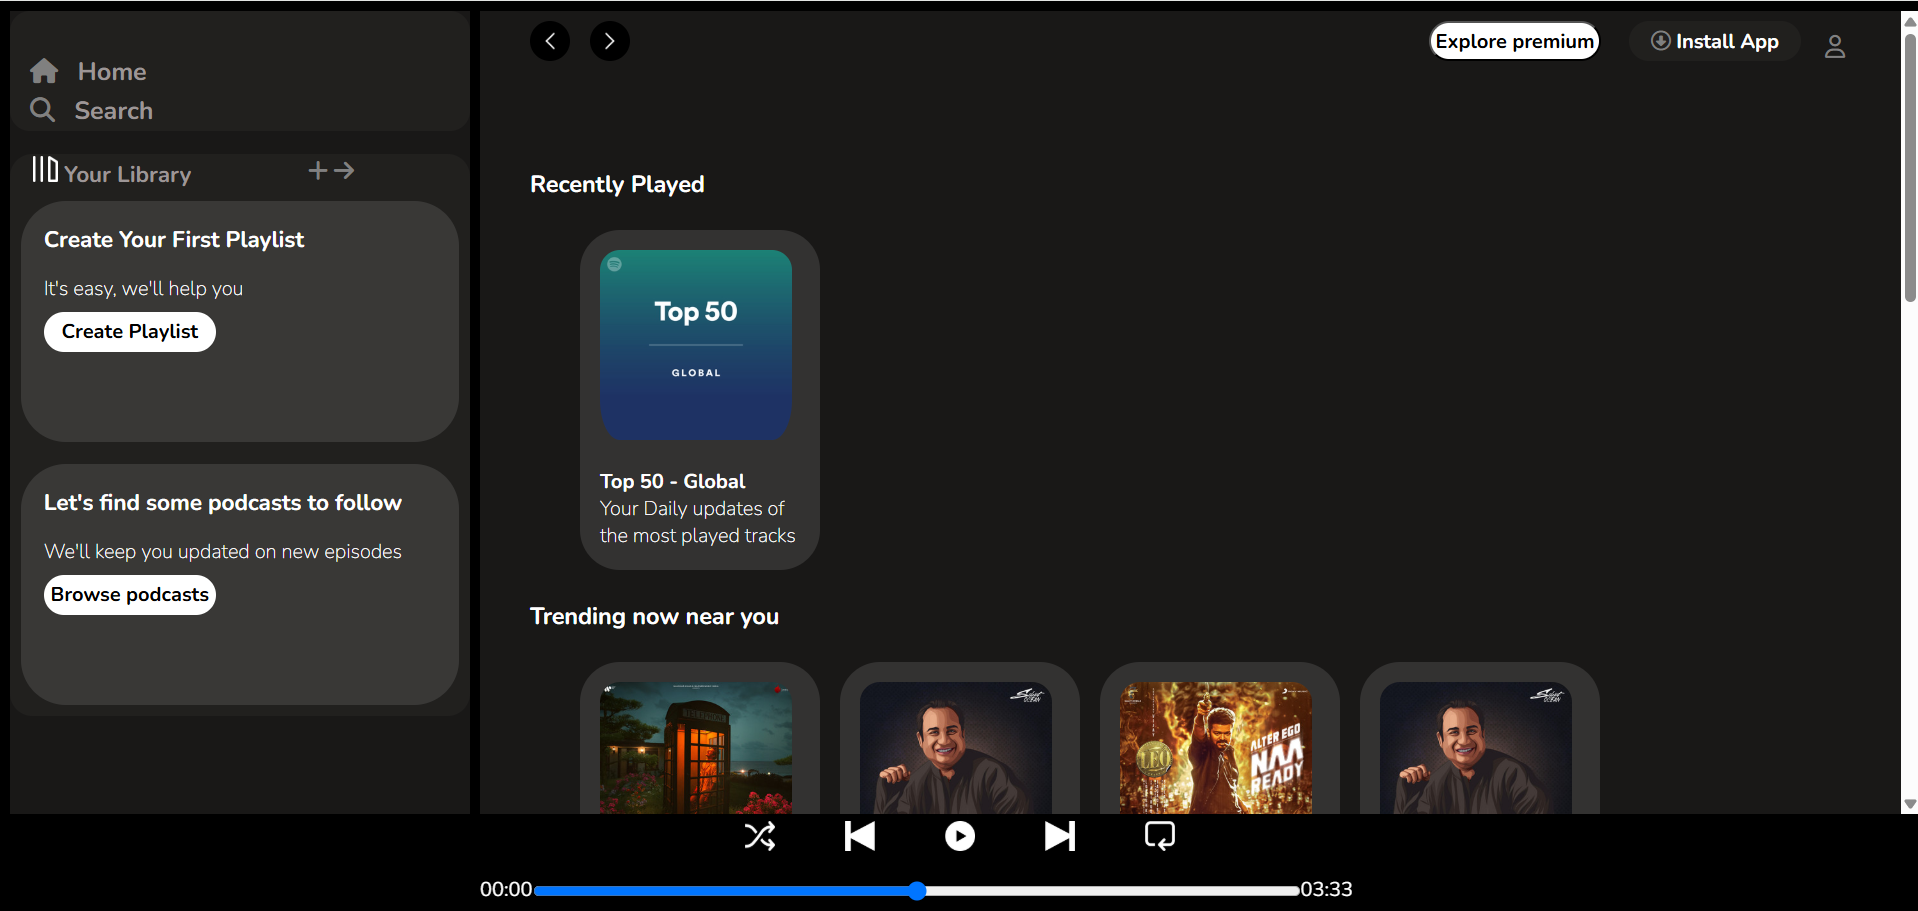 Home
Search
Your Library
Create Your First Playlist
It's easy, we'll help you
Create Playlist
Let's find some podcasts to follow
We'll keep you updated on new episodes
Browse podcasts
Explore premium
Install App
Recently Played
Top 50
GLOBAL
Top 50 - Global
Your Daily updates of
the most played tracks
Trending now near you
TELEPHONE
LEO
ALTER EGO
NAA
READY
00:00
03:33